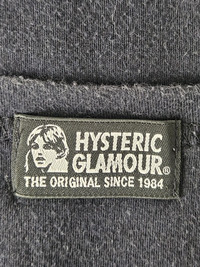 HYSTERIC
GLAMOUR®
THE ORIGINAL SINCE 1984